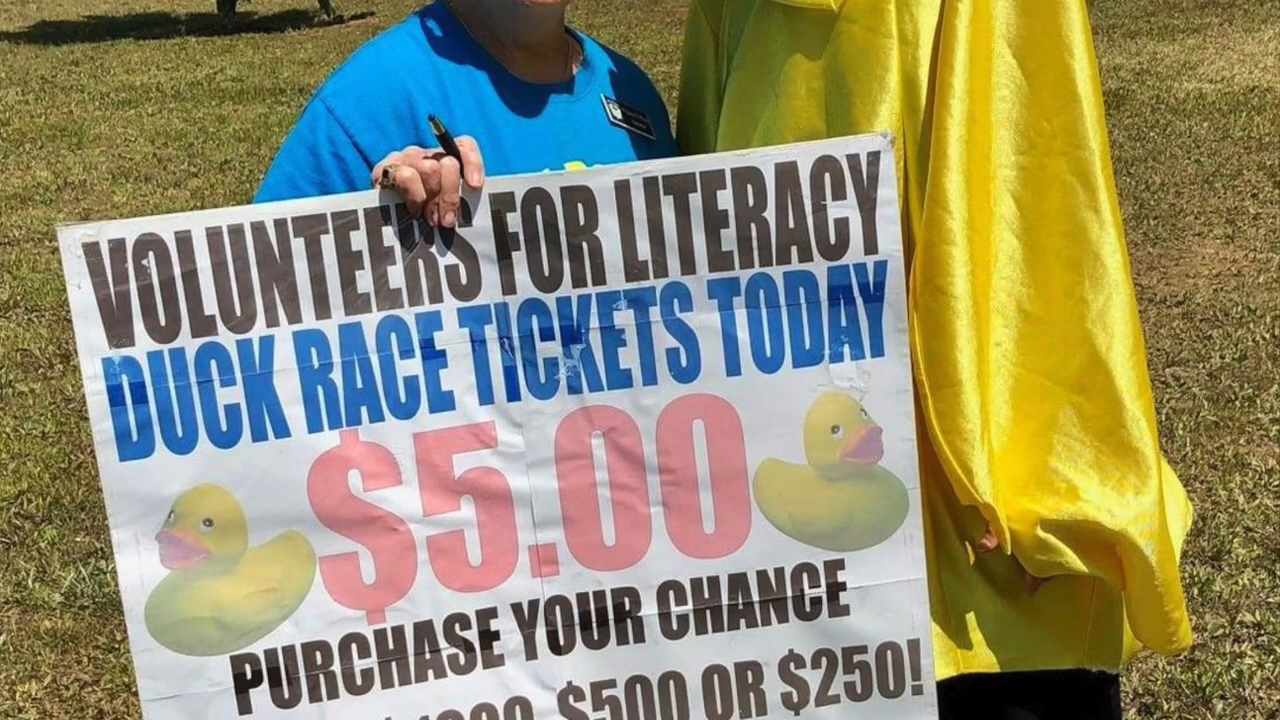 VOLUNTEERS FOR LITERACY
DUCK RACE TICKETS TODAY
$5.00
PURCHASE YOUR CHANCE
$500 OR $250!